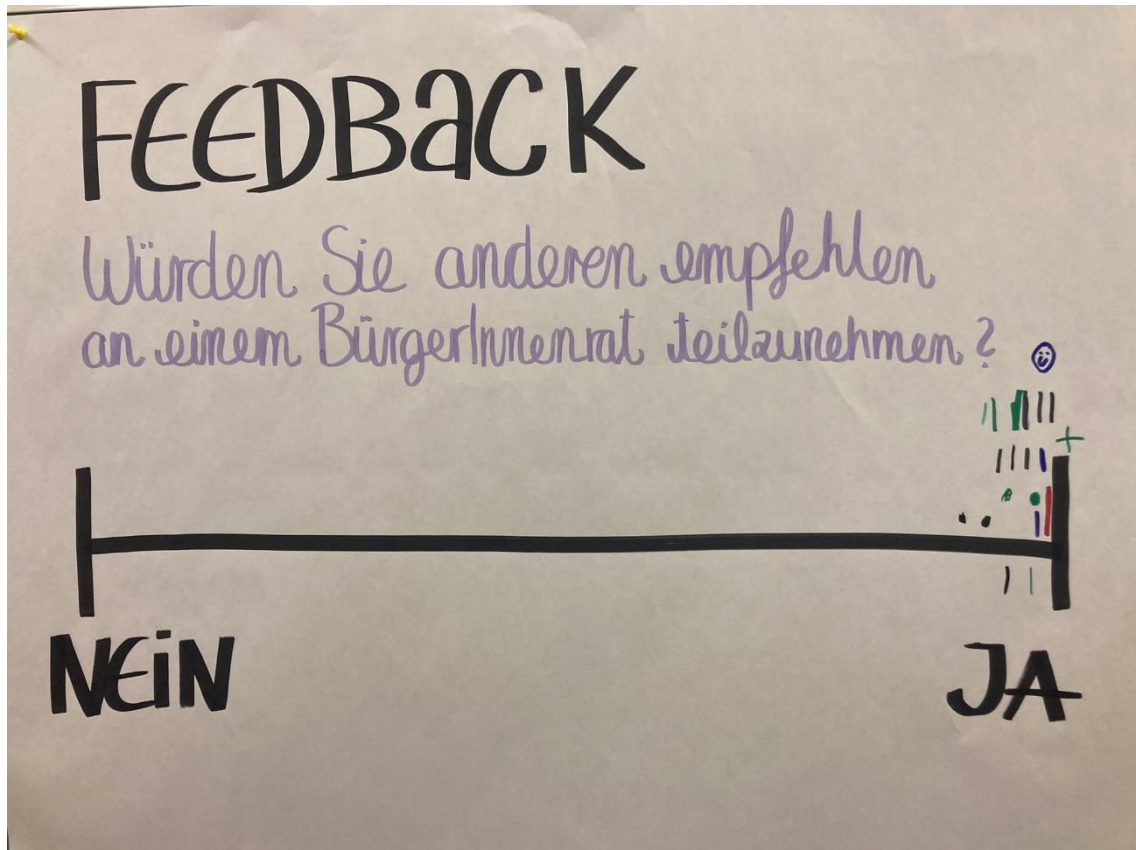 FEEDBaCK
Würden Sie anderen empfehlen
an einem BürgerInnenrat teilzunehmen?
NEiN
JA